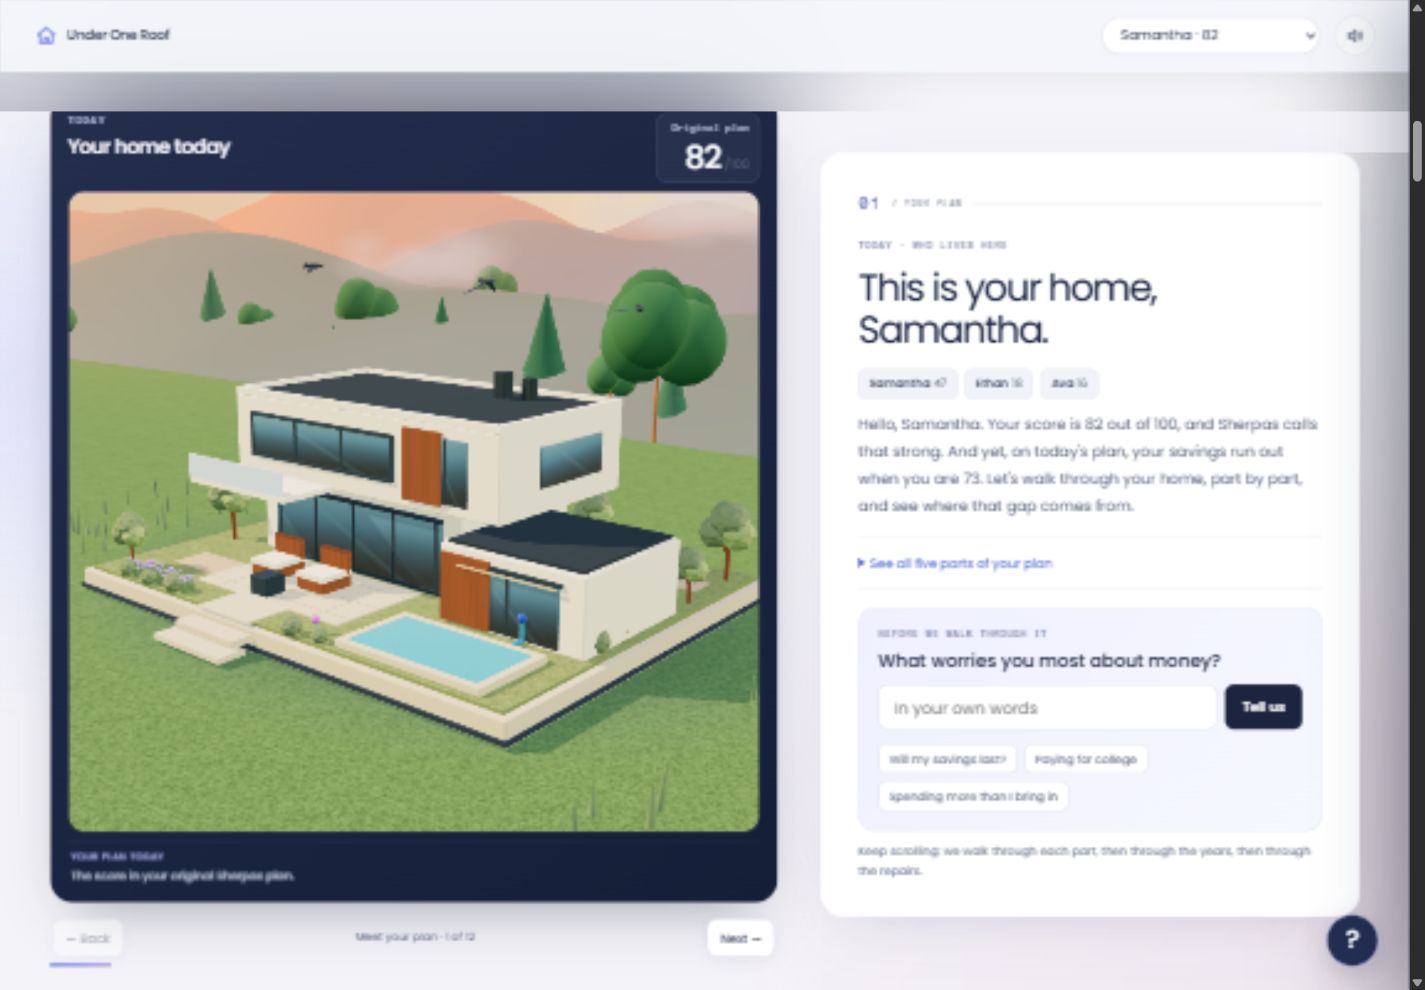 Under One Roof
Samantha · 82
TODAY
Your home today
Original plan
82 /100
01 / YOUR PLAN
TODAY · WHO LIVES HERE
This is your home,
Samantha.
Samantha 47
Ethan 18
Ava 16
Hello, Samantha. Your score is 82 out of 100, and Sherpas calls
that strong. And yet, on today's plan, your savings run out
when you are 73. Let's walk through your home, part by part,
and see where that gap comes from.
See all five parts of your plan
BEFORE WE WALK THROUGH IT
What worries you most about money?
in your own words
Tell us
Will my savings last?
Paying for college
Spending more than I bring in
Keep scrolling: we walk through each part, then through the years, then through
the repairs.
YOUR PLAN TODAY
The score in your original Sherpas plan.
← Back
Meet your plan · 1 of 12
Next →
?